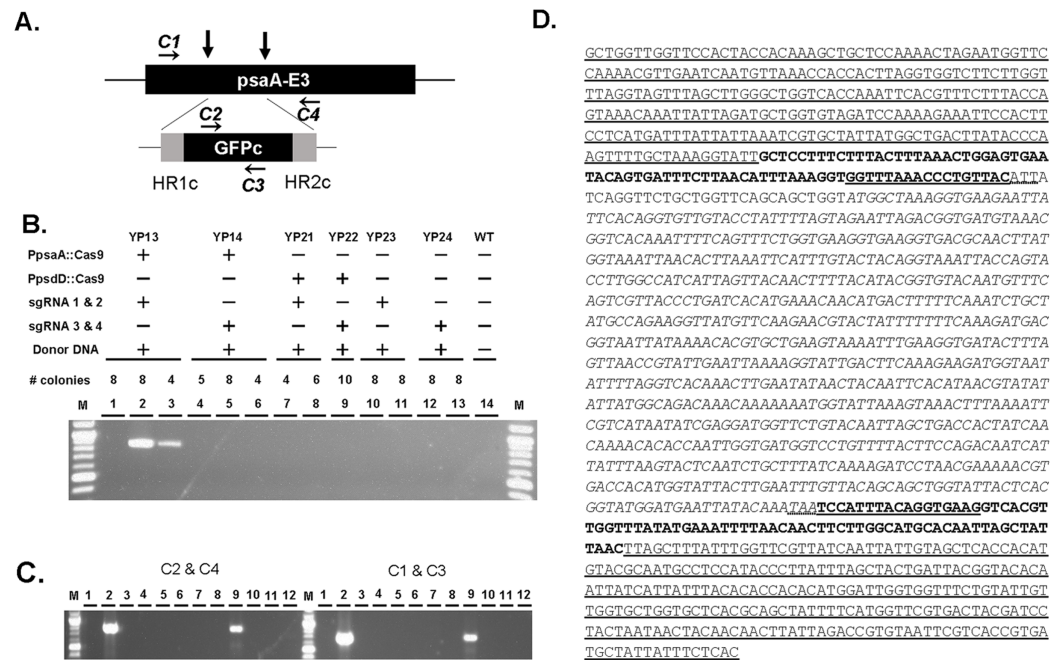 A.
C1
psaA-E3
C2
C4
GFPc
HR1c
C3
HR2c
B.
YP13 YP14 YP21 YP22 YP23 YP24 WT
PpsaA::Cas9 + + – – – – –
PpsdD::Cas9 – – + + – – –
sgRNA 1 & 2 + – + – + – –
sgRNA 3 & 4 – + – + – + –
Donor DNA + + + + + + –
# colonies 8 8 4 5 8 4 4 6 10 8 8 8 8
M 1 2 3 4 5 6 7 8 9 10 11 12 13 14 M
C.
C2 & C4 C1 & C3
M 1 2 3 4 5 6 7 8 9 10 11 12 M 1 2 3 4 5 6 7 8 9 10 11 12
D.
GCTGGTTGGTTCCACTACCACAAAGCTGCTCCAAAACTAGAATGGTTC
CAAAACGTTGAATCAATGTTAAACCACCACTTAGGTGGTCTTCTTGGT
TTAGGTAGTTTAGCTTGGGCTGGTCACCAAATTCACGTTTCTTTACCA
GTAAACAAATTATTAGATGCTGGTGTAGATCCAAAAGAAATTCCACTT
CCTCATGATTTATTATTAAATCGTGCTATTATGGCTGACTTATACCCA
AGTTTTGCTAAAGGTATTGCTCCTTTCTTTACTTTAAACTGGAGTGAA
TACAGTGATTTCTTAACATTTAAAGGTGGTTTAAACCCTGTTACATTA
TCAGGTTCTGCTGGTTCAGCAGCTGGTATGGCTAAAGGTGAAGAATTA
TTCACAGGTGTTGTACCTATTTTAGTAGAATTAGACGGTGATGTAAAC
GGTCACAAATTTTCAGTTTCTGGTGAAGGTGAAGGTGACGCAACTTAT
GGTAAATTAACACTTAAATTCATTTGTACTACAGGTAAATTACCAGTA
CCTTGGCCATCATTAGTTACAACTTTTACATACGGTGTACAATGTTTC
AGTCGTTACCCTGATCACATGAAACAACATGACTTTTTCAAATCTGCT
ATGCCAGAAGGTTATGTTCAAGAACGTACTATTTTTTTCAAAGATGAC
GGTAATTATAAAACACGTGCTGAAGTAAAATTTGAAGGTGATACTTTA
GTTAACCGTATTGAATTAAAAGGTATTGACTTCAAAGAAGATGGTAAT
ATTTTAGGTCACAAACTTGAATATAACTACAATTCACATAACGTATAT
ATTATGGCAGACAAACAAAAAAATGGTATTAAAGTAAACTTTAAAATT
CGTCATAATATCGAGGATGGTTCTGTACAATTAGCTGACCACTATCAA
CAAAACACACCAATTGGTGATGGTCCTGTTTTACTTCCAGACAATCAT
TATTTAAGTACTCAATCTGCTTTATCAAAAGATCCTAACGAAAAACGT
GACCACATGGTATTACTTGAATTTGTTACAGCAGCTGGTATTACTCAC
GGTATGGATGAATTATACAAATAATCCATTTACAGGTGAAGGTCACGT
TGGTTTATATGAAATTTTAACAACTTCTTGGCATGCACAATTAGCTAT
TAACTTAGCTTTATTTGGTTCGTTATCAATTATTGTAGCTCACCACAT
GTACGCAATGCCTCCATACCCTTATTTAGCTACTGATTACGGTACACA
ATTATCATTATTTACACACCACACATGGATTGGTGGTTTCTGTATTGT
TGGTGCTGGTGCTCACGCAGCTATTTTCATGGTTCGTGACTACGATCC
TACTAATAACTACAACAACTTATTAGACCGTGTAATTCGTCACCGTGA
TGCTATTATTTCTCAC